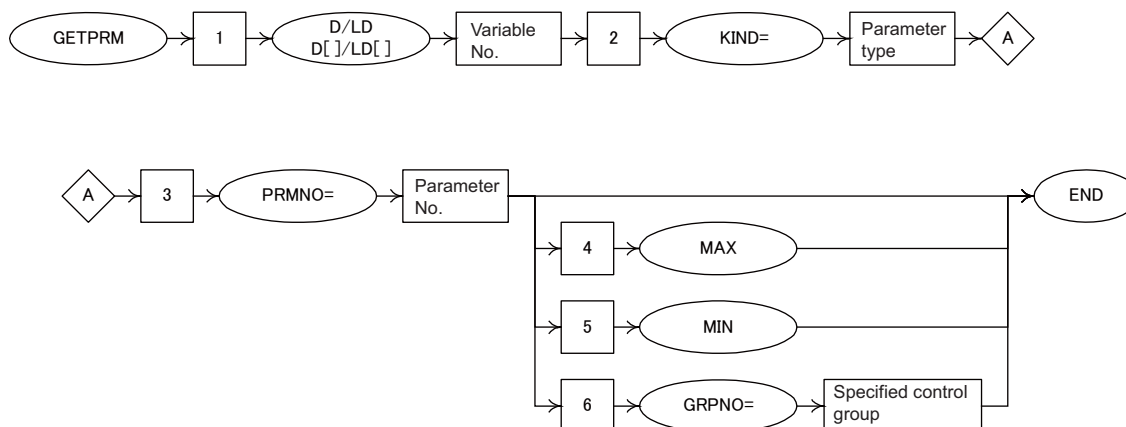 GETPRM
1
D/LD
D[ ]/LD[ ]
Variable
No.
2
KIND=
Parameter
type
A
A
3
PRMNO=
Parameter
No.
END
4
MAX
5
MIN
6
GRPNO=
Specified control
group